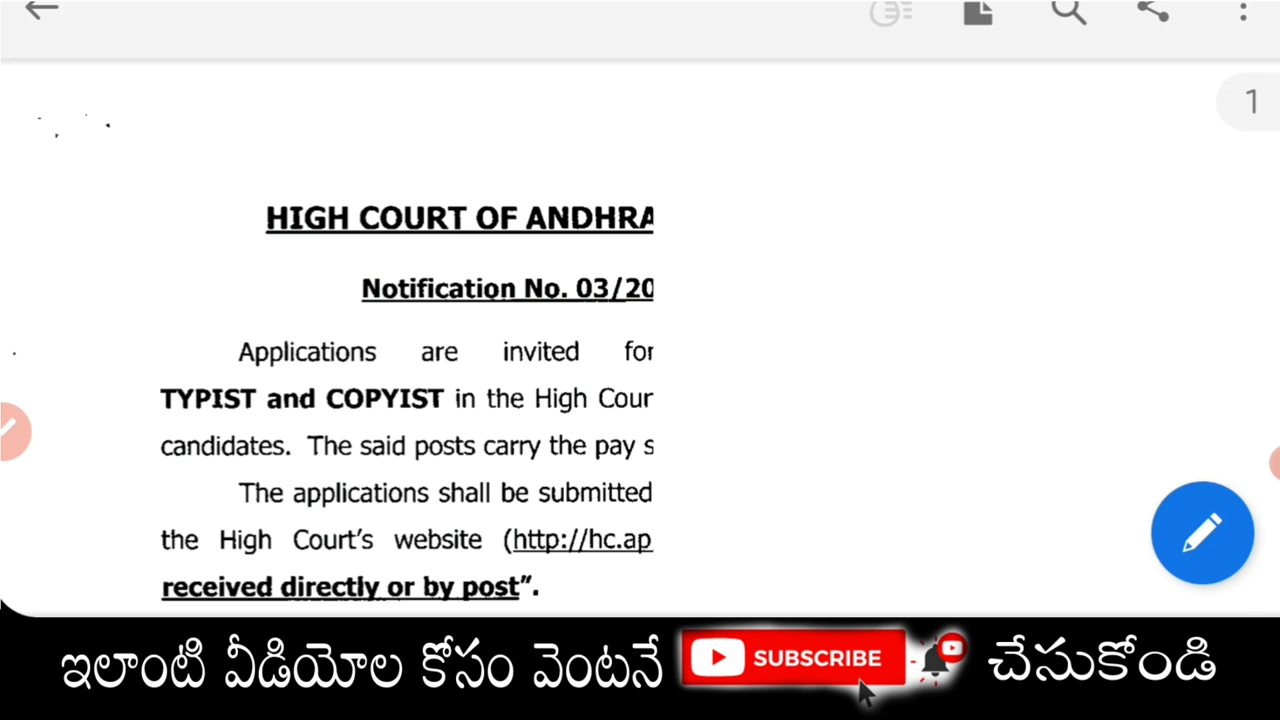 1
HIGH COURT OF ANDHRA
Notification No. 03/20
Applications are invited for
TYPIST and COPYIST in the High Cour
candidates. The said posts carry the pay s
The applications shall be submitted
the High Court's website (http://hc.ap
received directly or by post".
ఇలాంటి వీడియోల కోసం వెంటనే SUBSCRIBE చేసుకోండి